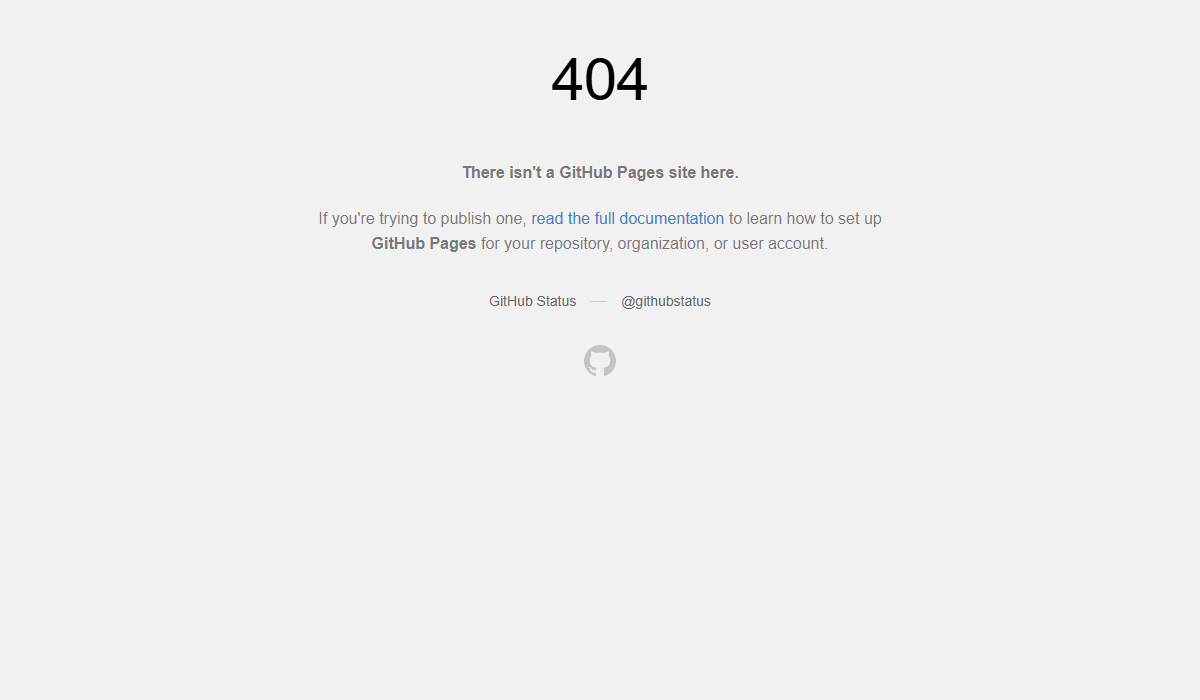 404
There isn't a GitHub Pages site here.
If you're trying to publish one, read the full documentation to learn how to set up
GitHub Pages for your repository, organization, or user account.
GitHub Status — @githubstatus